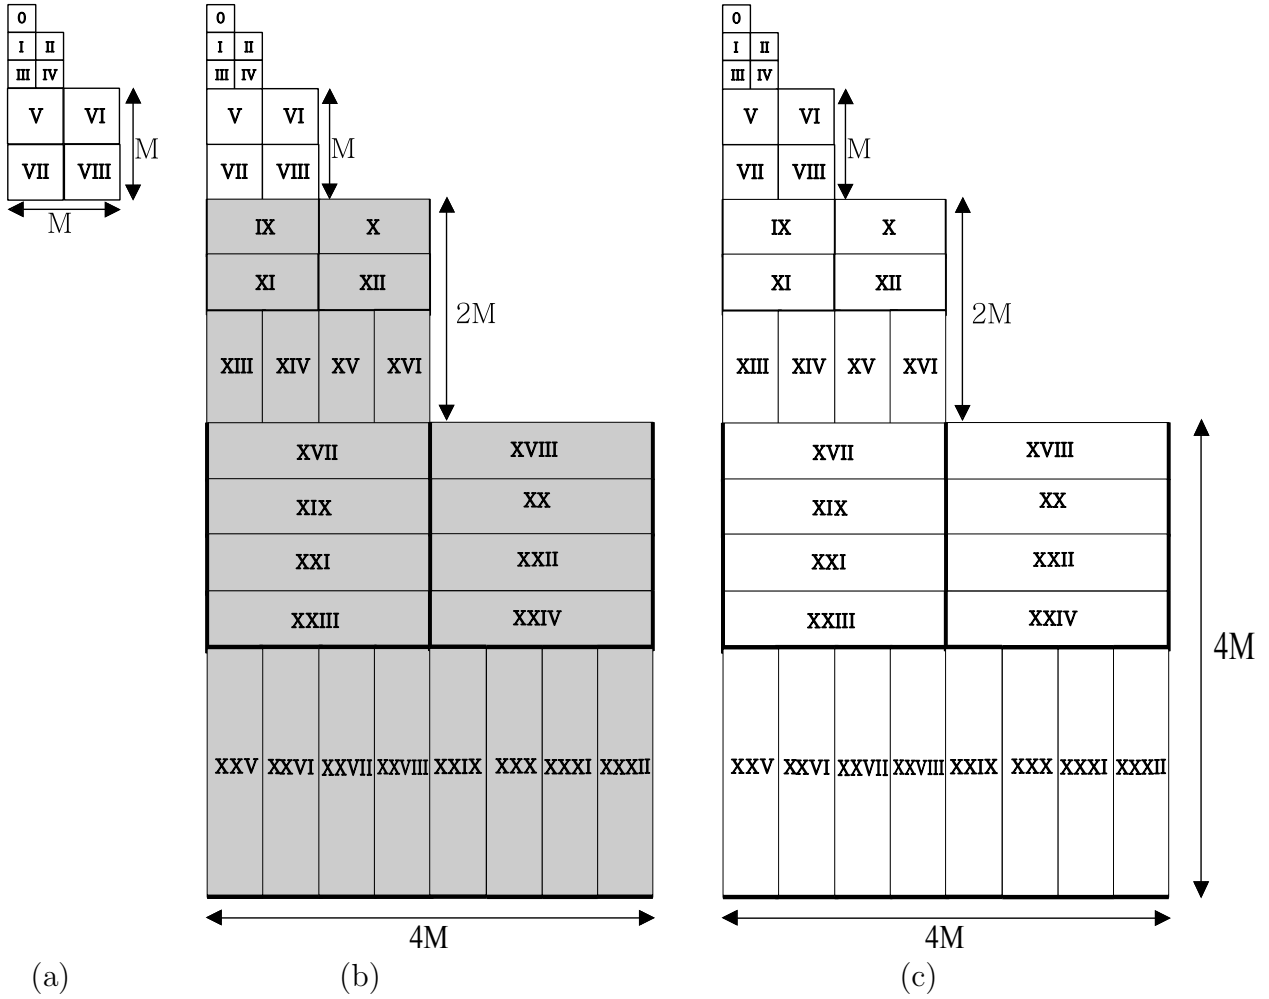 0
I II
III IV
V VI
VII VIII
M
M
0
I II
III IV
V VI
VII VIII
M
IX X
XI XII
XIII XIV XV XVI
2M
XVII XVIII
XIX XX
XXI XXII
XXIII XXIV
XXV XXVI XXVII XXVIII XXIX XXX XXXI XXXII
4M
0
I II
III IV
V VI
VII VIII
M
IX X
XI XII
XIII XIV XV XVI
2M
XVII XVIII
XIX XX
XXI XXII
XXIII XXIV
XXV XXVI XXVII XXVIII XXIX XXX XXXI XXXII
4M
4M
(a) (b) (c)